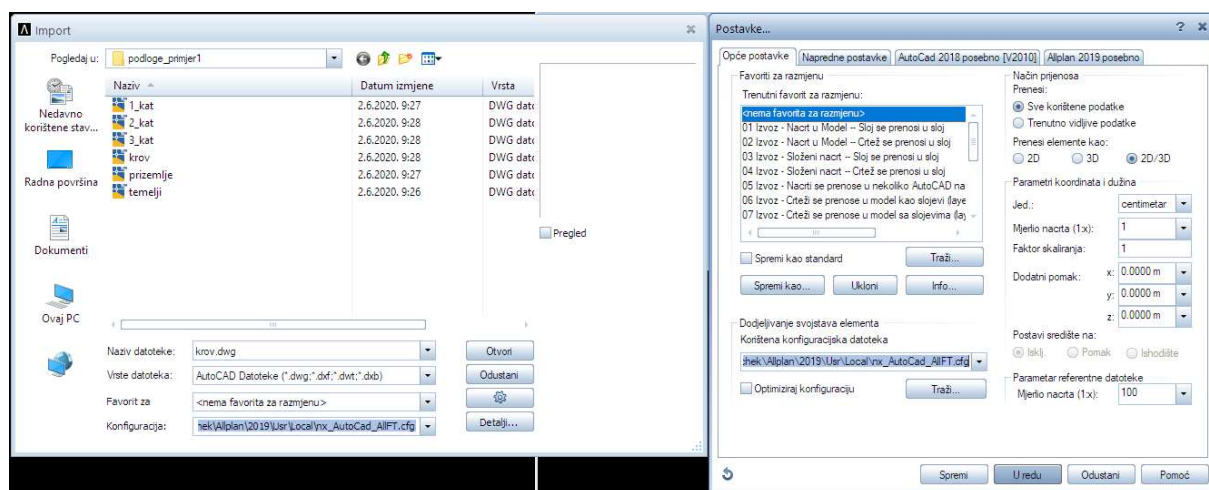 Import
Pogledaj u: podloge_primjer1
Naziv Datum izmjene Vrsta
1_kat 2.6.2020. 9:27 DWG dato
2_kat 2.6.2020. 9:28 DWG dato
3_kat 2.6.2020. 9:28 DWG dato
krov 2.6.2020. 9:28 DWG dato
prizemlje 2.6.2020. 9:27 DWG dato
temelji 2.6.2020. 9:26 DWG dato
Nedavno
korištene stav...
Radna površina
Dokumenti
Ovaj PC
Pregled
Naziv datoteke: krov.dwg Otvori
Vrste datoteka: AutoCAD Datoteke (*.dwg;*.dxf;*.dwt;*.dxb) Odustani
Favorit za <nema favorita za razmjenu>
Konfiguracija: hek\Allplan\2019\Usr\Local\nx_AutoCad_AllFT.cfg Detalji...
Postavke... ?
Opće postavke Napredne postavke AutoCad 2018 posebno [V2010] Allplan 2019 posebno
Favoriti za razmjenu
Trenutni favorit za razmjenu:
<nema favorita za razmjenu>
01 Izvoz - Nacrt u Model -- Sloj se prenosi u sloj
02 Izvoz - Nacrt u Model -- Crtež se prenosi u sloj
03 Izvoz - Složeni nacrt -- Sloj se prenosi u sloj
04 Izvoz - Složeni nacrt -- Crtež se prenosi u sloj
05 Izvoz - Nacrti se prenose u nekoliko AutoCAD na
06 Izvoz - Crteži se prenose u model kao slojevi (laye
07 Izvoz - Crteži se prenose u model sa slojevima (lay
Spremi kao standard Traži...
Spremi kao... Ukloni Info...
Dodjeljivanje svojstava elementa
Korištena konfiguracijska datoteka
hek\Allplan\2019\Usr\Local\nx_AutoCad_AllFT.cfg
Optimiziraj konfiguraciju Traži...
Način prijenosa
Prenesi:
Sve korištene podatke
Trenutno vidljive podatke
Prenesi elemente kao:
2D 3D 2D/3D
Parametri koordinata i dužina
Jed.: centimetar
Mjerilo nacrta (1:x): 1
Faktor skaliranja: 1
Dodatni pomak: x: 0.0000 m
y: 0.0000 m
z: 0.0000 m
Postavi središte na:
Isklj. Pomak Ishodište
Parametar referentne datoteke
Mjerilo nacrta (1:x): 100
Spremi U redu Odustani Pomoć